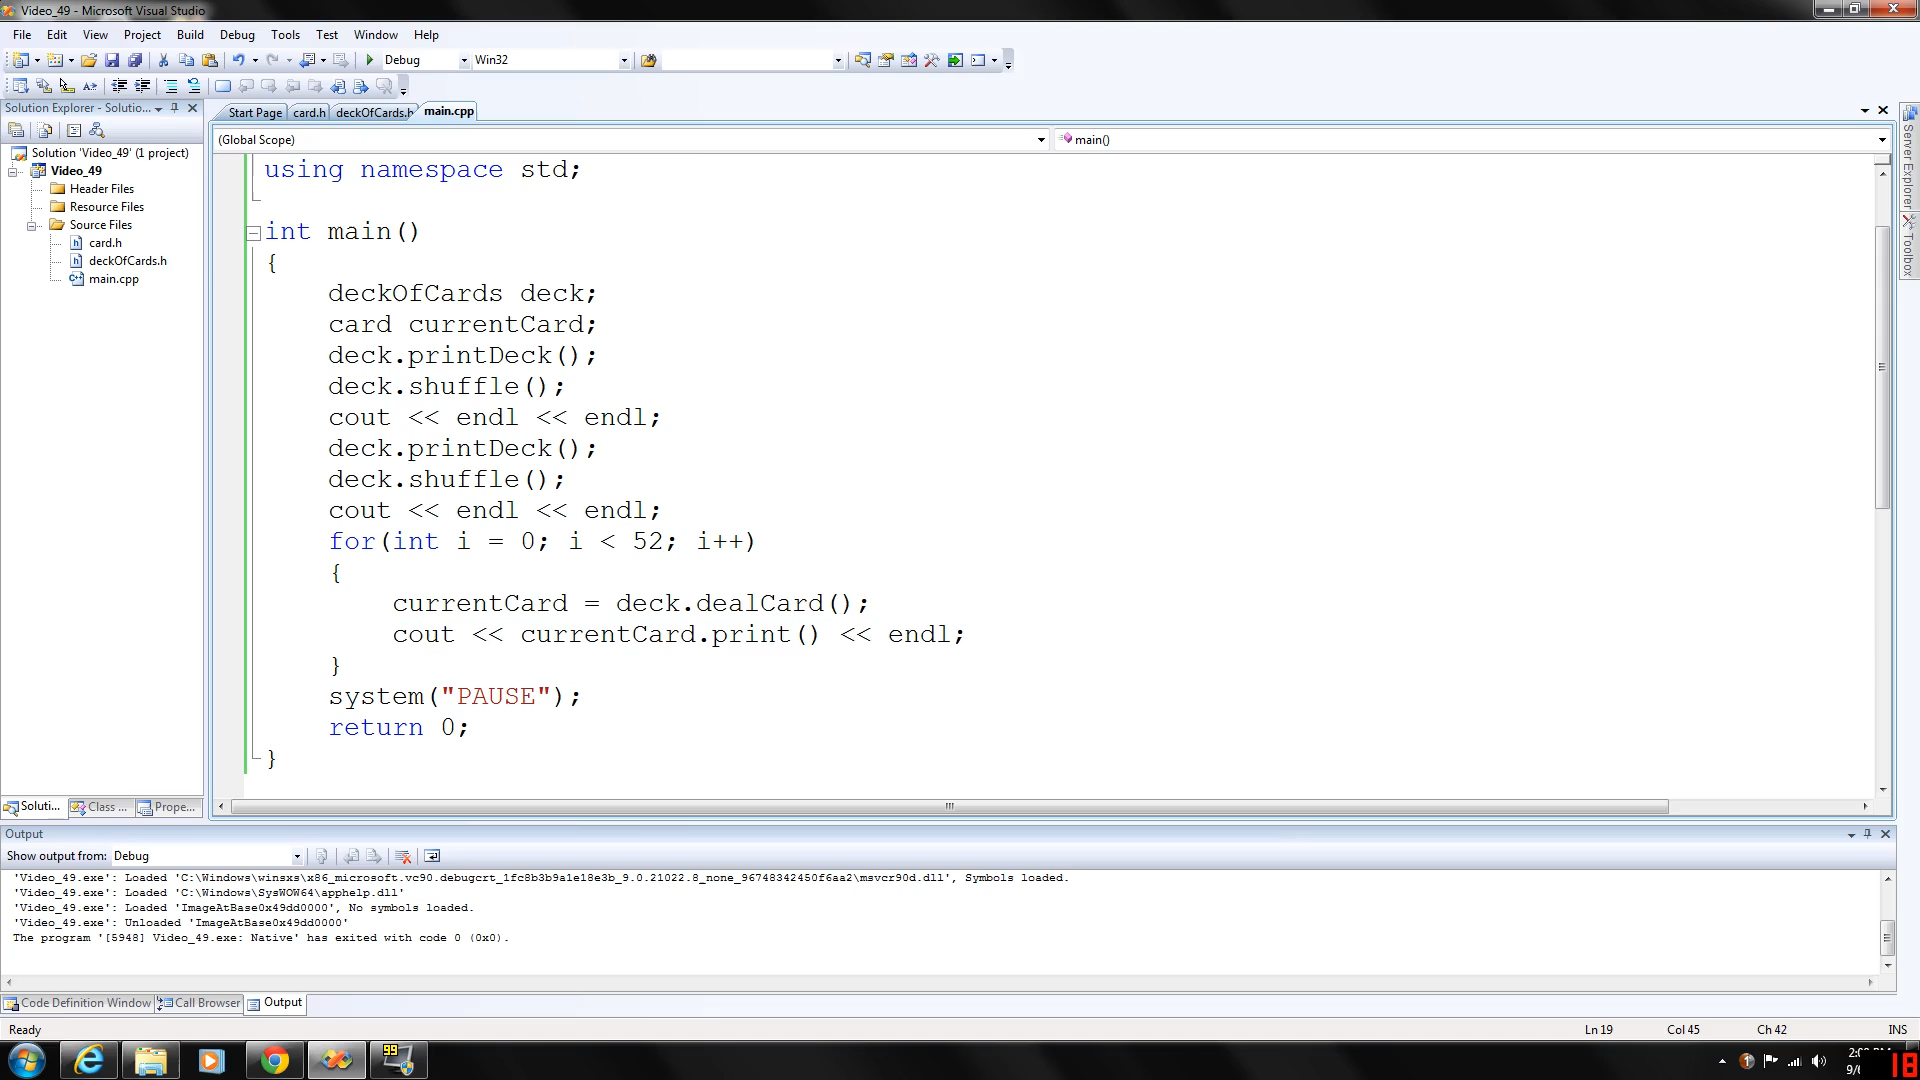 Video_49 - Microsoft Visual Studio
File Edit View Project Build Debug Tools Test Window Help
Debug Win32
Solution Explorer - Solutio...
Start Page card.h deckOfCards.h main.cpp
(Global Scope) main()
Solution 'Video_49' (1 project)
Video_49
Header Files
Resource Files
Source Files
card.h
deckOfCards.h
main.cpp
using namespace std;
int main()
{
deckOfCards deck;
card currentCard;
deck.printDeck();
deck.shuffle();
cout << endl << endl;
deck.printDeck();
deck.shuffle();
cout << endl << endl;
for(int i = 0; i < 52; i++)
{
currentCard = deck.dealCard();
cout << currentCard.print() << endl;
}
system("PAUSE");
return 0;
}
Server Explorer
Toolbox
Soluti... Class ... Prope...
Output
Show output from: Debug
'Video_49.exe': Loaded 'C:\Windows\winsxs\x86_microsoft.vc90.debugcrt_1fc8b3b9a1e18e3b_9.0.21022.8_none_96748342450f6aa2\msvcr90d.dll', Symbols loaded.
'Video_49.exe': Loaded 'C:\Windows\SysWOW64\apphelp.dll'
'Video_49.exe': Loaded 'ImageAtBase0x49dd0000', No symbols loaded.
'Video_49.exe': Unloaded 'ImageAtBase0x49dd0000'
The program '[5948] Video_49.exe: Native' has exited with code 0 (0x0).
Code Definition Window Call Browser Output
Ready Ln 19 Col 45 Ch 42 INS
99
18